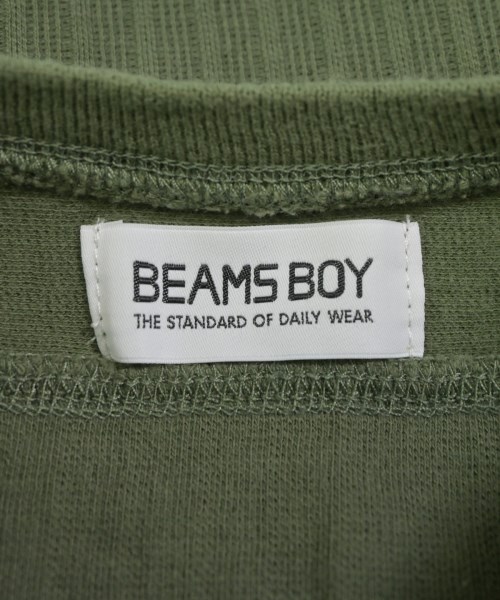 BEAMS BOY
THE STANDARD OF DAILY WEAR